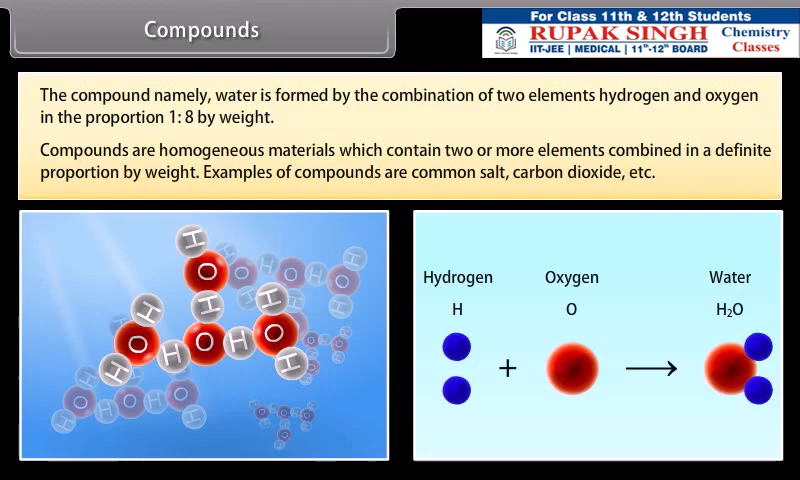 Compounds
For Class 11th & 12th Students
RUPAK SINGH
Chemistry
Classes
IIT-JEE | MEDICAL | 11th-12th BOARD
The compound namely, water is formed by the combination of two elements hydrogen and oxygen
in the proportion 1: 8 by weight.
Compounds are homogeneous materials which contain two or more elements combined in a definite
proportion by weight. Examples of compounds are common salt, carbon dioxide, etc.
H
O
O
O
H
H
H
H
O
H
H
O
O
H
O
H
H
H
Hydrogen
Oxygen
Water
H
O
H₂O
+
→